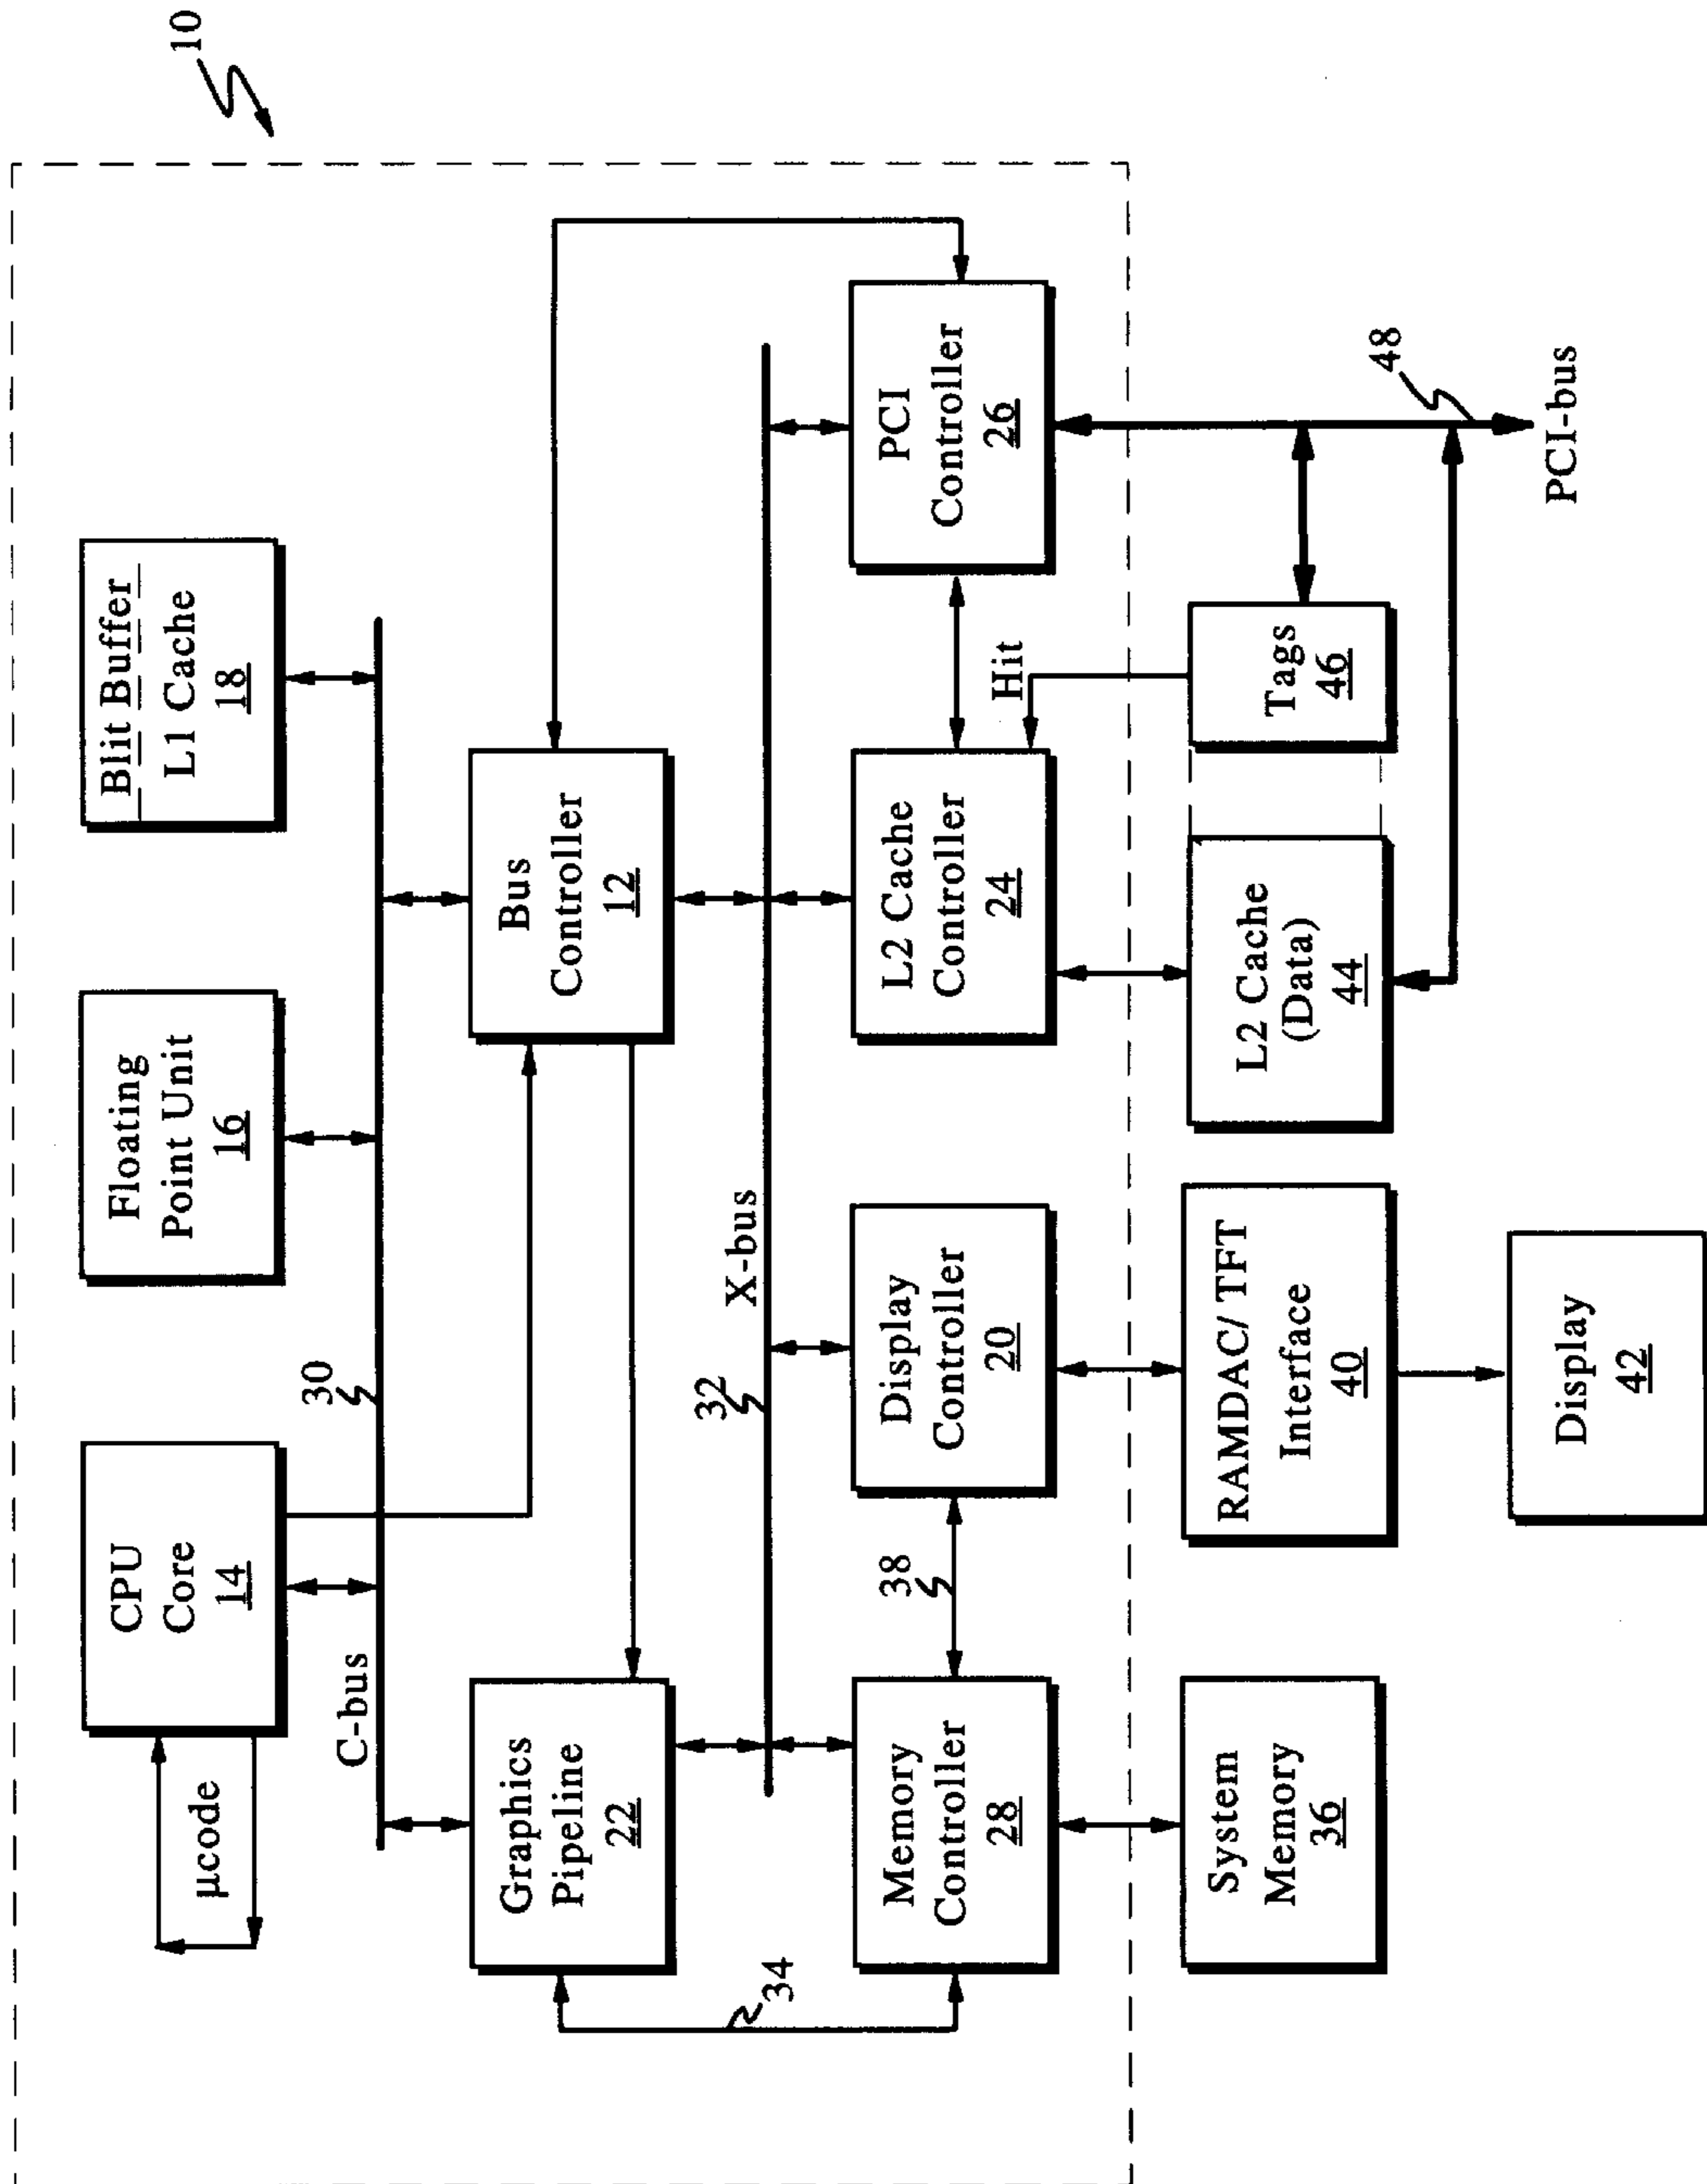 10
µcode
CPU
Core
14
Floating
Point Unit
16
Blit Buffer
L1 Cache
18
C-bus
30
Graphics
Pipeline
22
Bus
Controller
12
32
X-bus
34
Memory
Controller
28
38
Display
Controller
20
L2 Cache
Controller
24
Hit
PCI
Controller
26
System
Memory
36
RAMDAC/TFT
Interface
40
L2 Cache
(Data)
44
Tags
46
48
PCI-bus
Display
42